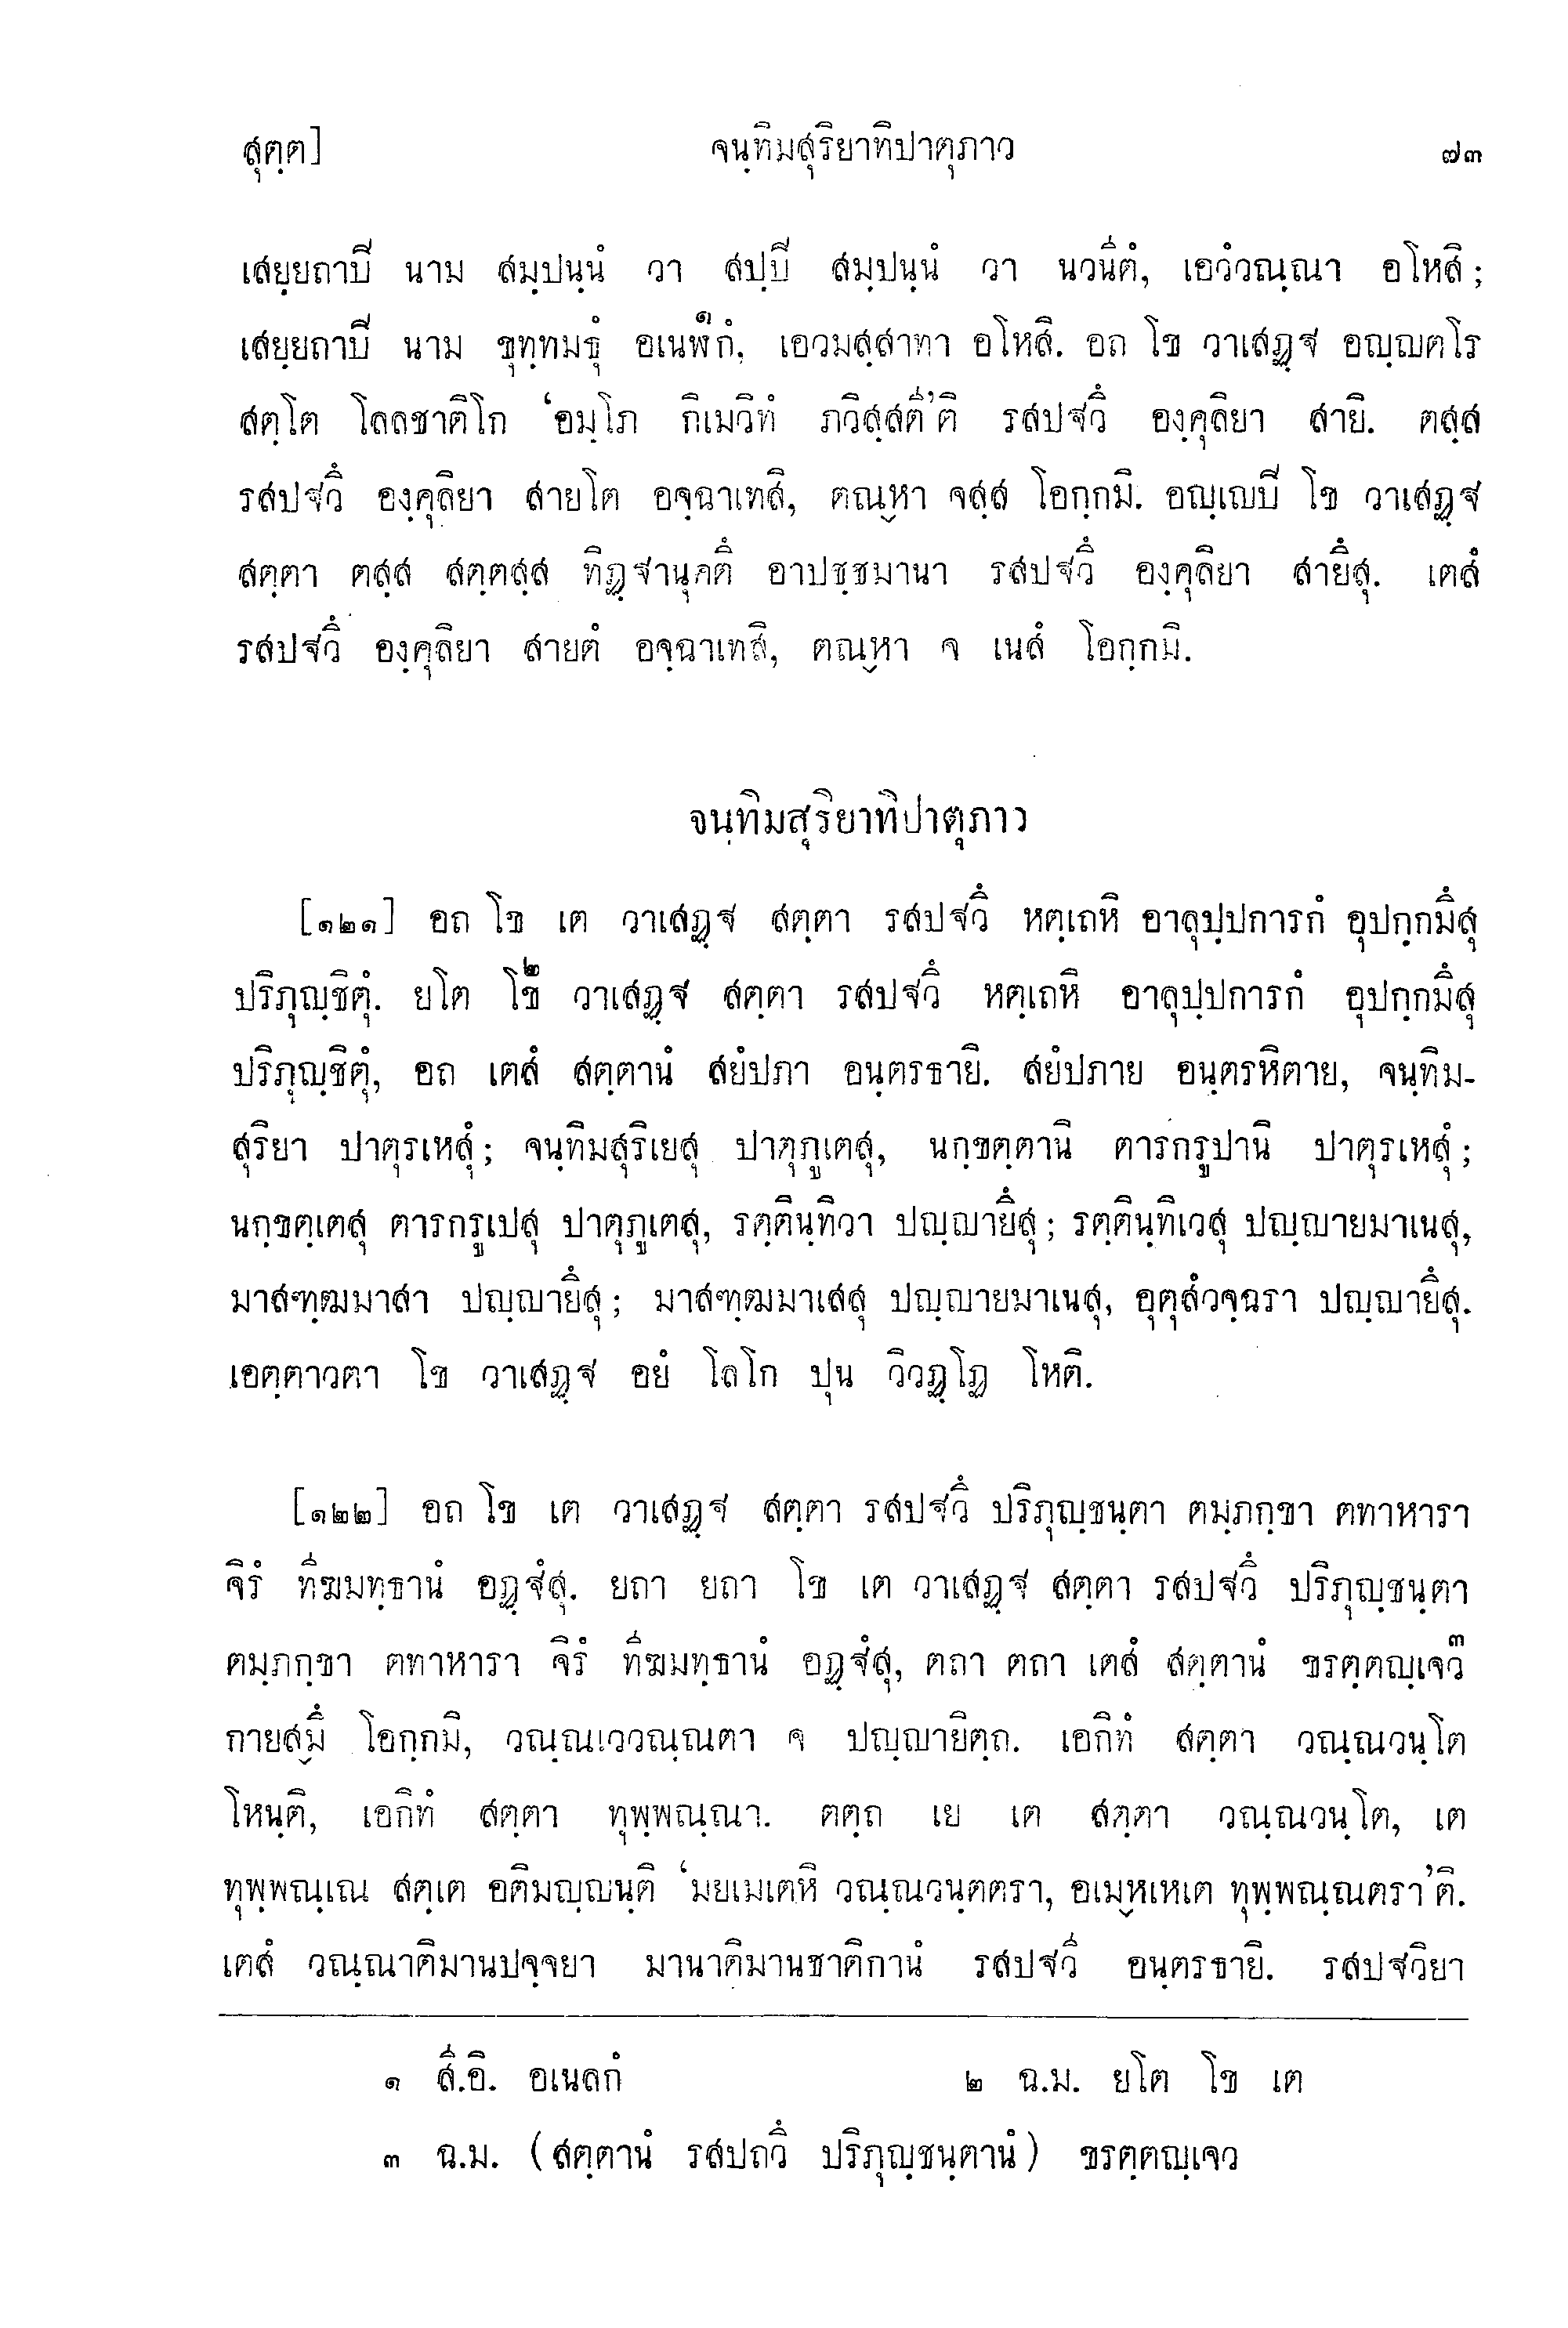 สุตฺต] จนฺทิมสุริยาทิปาตุภาว ๗๓
เสยฺยถาปี นาม สมฺปนฺนํ วา สปฺปี สมฺปนฺนํ วา นวนีตํ, เอวํวณฺณา อโหสิ;
เสยฺยถาปี นาม ขุทฺทมธุํ อเนฬกํ,๑ เอวมสฺสาทา อโหสิ. อถ โข วาเสฏฺฐ อญฺญตโร
สตฺโต โลลชาติโก ‘อมฺโภ กิเมวิทํ ภวิสฺสตี’ติ รสปฐวึ องฺคุลิยา สายิ. ตสฺส
รสปฐวึ องฺคุลิยา สายโต อจฺฉาเทสิ, ตณฺหา จสฺส โอกฺกมิ. อญฺเญปี โข วาเสฏฺฐ
สตฺตา ตสฺส สตฺตสฺส ทิฏฺฐานุคตึ อาปชฺชมานา รสปฐวึ องฺคุลิยา สายึสุ. เตสํ
รสปฐวึ องฺคุลิยา สายตํ อจฺฉาเทสิ, ตณฺหา จ เนสํ โอกฺกมิ.
จนฺทิมสุริยาทิปาตุภาว
[๑๒๑] อถ โข เต วาเสฏฺฐ สตฺตา รสปฐวึ หตฺเถหิ อาลุปฺปการกํ อุปกฺกมึสุ
ปริภุญฺชิตุํ. ยโต โข๒ วาเสฏฺฐ สตฺตา รสปฐวึ หตฺเถหิ อาลุปฺปการกํ อุปกฺกมึสุ
ปริภุญฺชิตุํ, อถ เตสํ สตฺตานํ สยํปภา อนฺตรธายิ. สยํปภาย อนฺตรหิตาย, จนฺทิม-
สุริยา ปาตุรเหสุํ; จนฺทิมสุริเยสุ ปาตุภูเตสุ, นกฺขตฺตานิ ตารกรูปานิ ปาตุรเหสุํ;
นกฺขตฺเตสุ ตารกรูเปสุ ปาตุภูเตสุ, รตฺตินฺทิวา ปญฺญายึสุ; รตฺตินฺทิเวสุ ปญฺญายมาเนสุ,
มาสฑฺฒมาสา ปญฺญายึสุ; มาสฑฺฒมาเสสุ ปญฺญายมาเนสุ, อุตุสํวจฺฉรา ปญฺญายึสุ.
เอตฺตาวตา โข วาเสฏฺฐ อยํ โลโก ปุน วิวฏฺโฏ โหติ.
[๑๒๒] อถ โข เต วาเสฏฺฐ สตฺตา รสปฐวึ ปริภุญฺชนฺตา ตมฺภกฺขา ตทาหารา
จิรํ ทีฆมทฺธานํ อฏฺฐํสุ. ยถา ยถา โข เต วาเสฏฺฐ สตฺตา รสปฐวึ ปริภุญฺชนฺตา
ตมฺภกฺขา ตทาหารา จิรํ ทีฆมทฺธานํ อฏฺฐํสุ, ตถา ตถา เตสํ สตฺตานํ ขรตฺตญฺเจว๓
กายสฺมึ โอกฺกมิ, วณฺณเววณฺณตา จ ปญฺญายิตฺถ. เอกิทํ สตฺตา วณฺณวนฺโต
โหนฺติ, เอกิทํ สตฺตา ทุพฺพณฺณา. ตตฺถ เย เต สตฺตา วณฺณวนฺโต, เต
ทุพฺพณฺเณ สตฺเต อติมญฺญนฺติ ‘มยเมเตหิ วณฺณวนฺตตรา, อเมฺหเหเต ทุพฺพณฺณตรา’ติ.
เตสํ วณฺณาติมานปจฺจยา มานาติมานชาติกานํ รสปฐวี อนฺตรธายิ. รสปฐวิยา
๑ สี.อิ. อเนลกํ ๒ ฉ.ม. ยโต โข เต
๓ ฉ.ม. (สตฺตานํ รสปถวึ ปริภุญฺชนฺตานํ) ขรตฺตญฺเจว